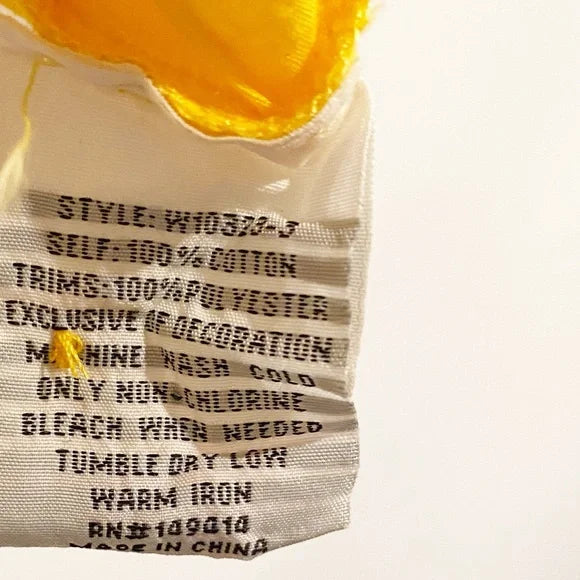 STYLE: W10323-3
SELF: 100% COTTON
TRIMS: 100% POLYESTER
EXCLUSIVE OF DECORATION
MACHINE WASH COLD
ONLY NON-CHLORINE
BLEACH WHEN NEEDED
TUMBLE DRY LOW
WARM IRON
RN#149414
MADE IN CHINA